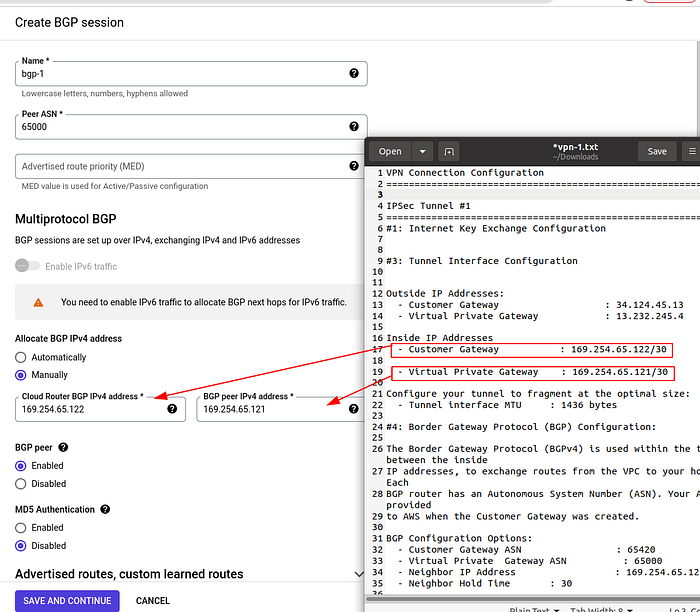 Create BGP session
Name *
bgp-1
Lowercase letters, numbers, hyphens allowed
Peer ASN *
65000
Advertised route priority (MED)
MED value is used for Active/Passive configuration
Multiprotocol BGP
BGP sessions are set up over IPv4, exchanging IPv4 and IPv6 addresses
Enable IPv6 traffic
You need to enable IPv6 traffic to allocate BGP next hops for IPv6 traffic.
Allocate BGP IPv4 address
Automatically
Manually
Cloud Router BGP IPv4 address *
169.254.65.122
BGP peer IPv4 address *
169.254.65.121
BGP peer
Enabled
Disabled
MD5 Authentication
Enabled
Disabled
Advertised routes, custom learned routes
SAVE AND CONTINUE CANCEL
Open
*vpn-1.txt
~/Downloads
Save
1 VPN Connection Configuration
2 ================================================
3
4 IPSec Tunnel #1
5 ================================================
6 #1: Internet Key Exchange Configuration
7
8
9 #3: Tunnel Interface Configuration
10
11
12
13 Outside IP Addresses:
14 - Customer Gateway : 34.124.45.13
15 - Virtual Private Gateway : 13.232.245.4
15
16 Inside IP Addresses
17 - Customer Gateway : 169.254.65.122/30
18
19 - Virtual Private Gateway : 169.254.65.121/30
20
21 Configure your tunnel to fragment at the optimal size:
22 - Tunnel interface MTU : 1436 bytes
23
24 #4: Border Gateway Protocol (BGP) Configuration:
25
26 The Border Gateway Protocol (BGPv4) is used within the t
between the inside
27 IP addresses, to exchange routes from the VPC to your ho
Each
28 BGP router has an Autonomous System Number (ASN). Your A
provided
29 to AWS when the Customer Gateway was created.
30
31 BGP Configuration Options:
32 - Customer Gateway ASN : 65420
33 - Virtual Private Gateway ASN : 65000
34 - Neighbor IP Address : 169.254.65.12
35 - Neighbor Hold Time : 30
36
Plain Text Tab Width: 8